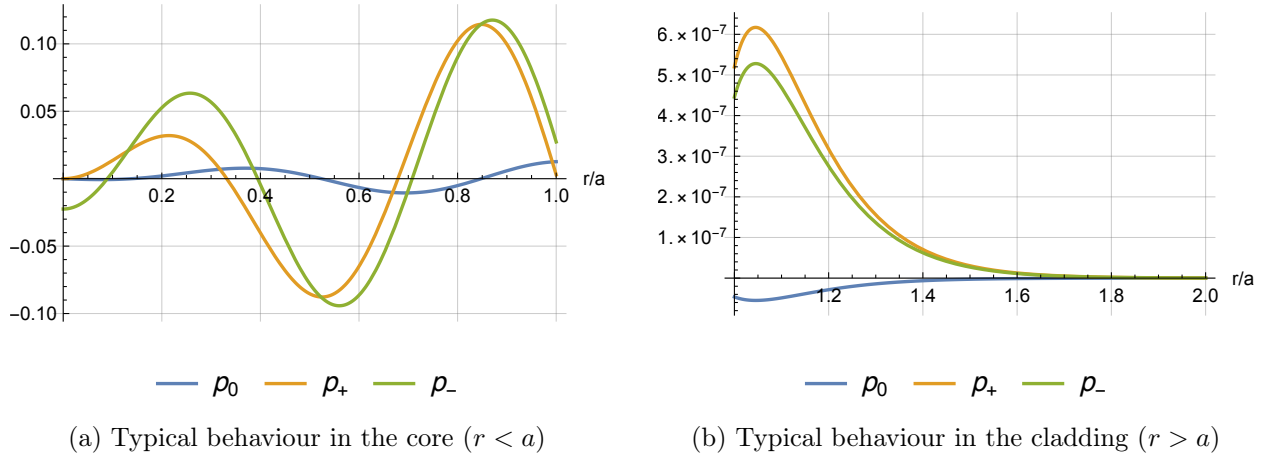 0.10
0.05
0
-0.05
-0.10
0.2
0.4
0.6
0.8
1.0
r/a
p₀ p₊ p₋
(a) Typical behaviour in the core (r < a)
6. × 10⁻⁷
5. × 10⁻⁷
4. × 10⁻⁷
3. × 10⁻⁷
2. × 10⁻⁷
1. × 10⁻⁷
1.2
1.4
1.6
1.8
2.0
r/a
p₀ p₊ p₋
(b) Typical behaviour in the cladding (r > a)